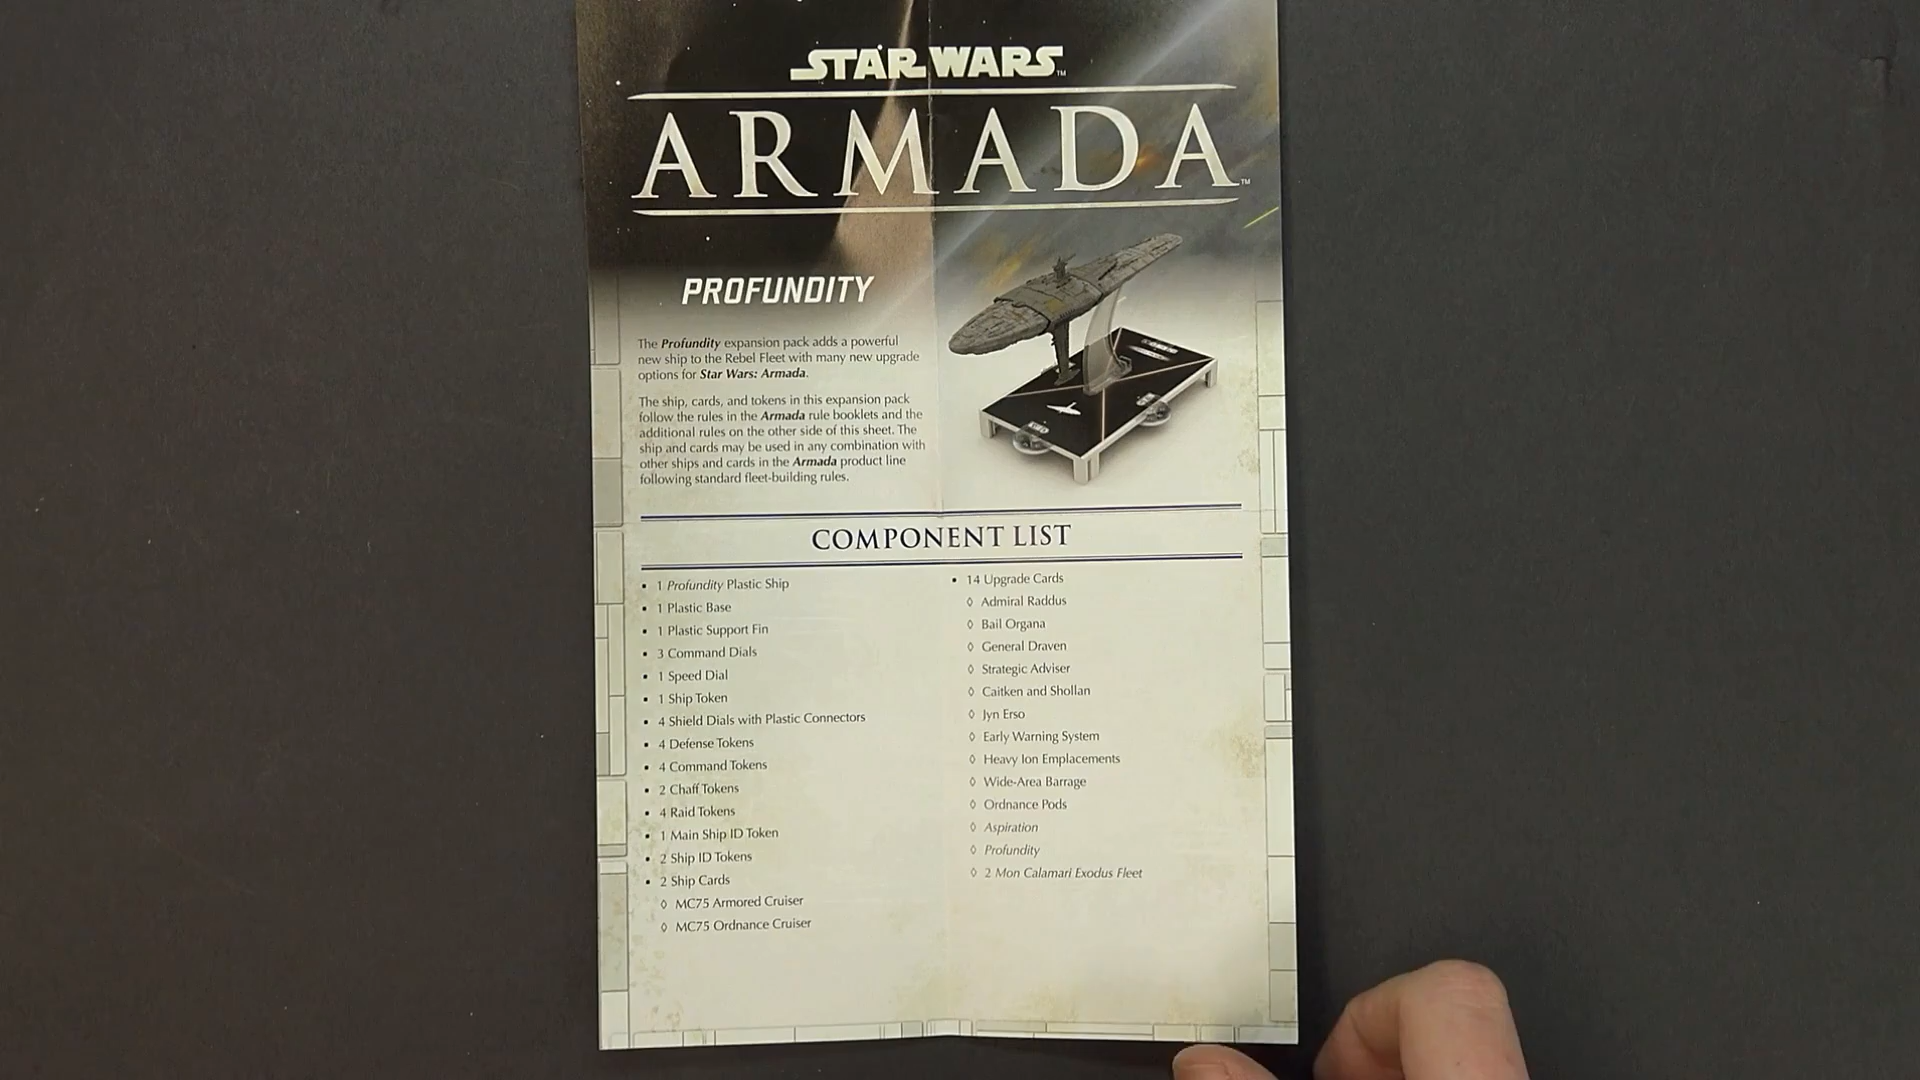 STAR WARS™
ARMADA™
PROFUNDITY
The Profundity expansion pack adds a powerful
new ship to the Rebel Fleet with many new upgrade
options for Star Wars: Armada.
The ship, cards, and tokens in this expansion pack
follow the rules in the Armada rule booklets and the
additional rules on the other side of this sheet. The
ship and cards may be used in any combination with
other ships and cards in the Armada product line
following standard fleet-building rules.
COMPONENT LIST
• 1 Profundity Plastic Ship
• 1 Plastic Base
• 1 Plastic Support Fin
• 3 Command Dials
• 1 Speed Dial
• 1 Ship Token
• 4 Shield Dials with Plastic Connectors
• 4 Defense Tokens
• 4 Command Tokens
• 2 Chaff Tokens
• 4 Raid Tokens
• 1 Main Ship ID Token
• 2 Ship ID Tokens
• 2 Ship Cards
◊ MC75 Armored Cruiser
◊ MC75 Ordnance Cruiser
• 14 Upgrade Cards
◊ Admiral Raddus
◊ Bail Organa
◊ General Draven
◊ Strategic Adviser
◊ Caitken and Shollan
◊ Jyn Erso
◊ Early Warning System
◊ Heavy Ion Emplacements
◊ Wide-Area Barrage
◊ Ordnance Pods
◊ Aspiration
◊ Profundity
◊ 2 Mon Calamari Exodus Fleet